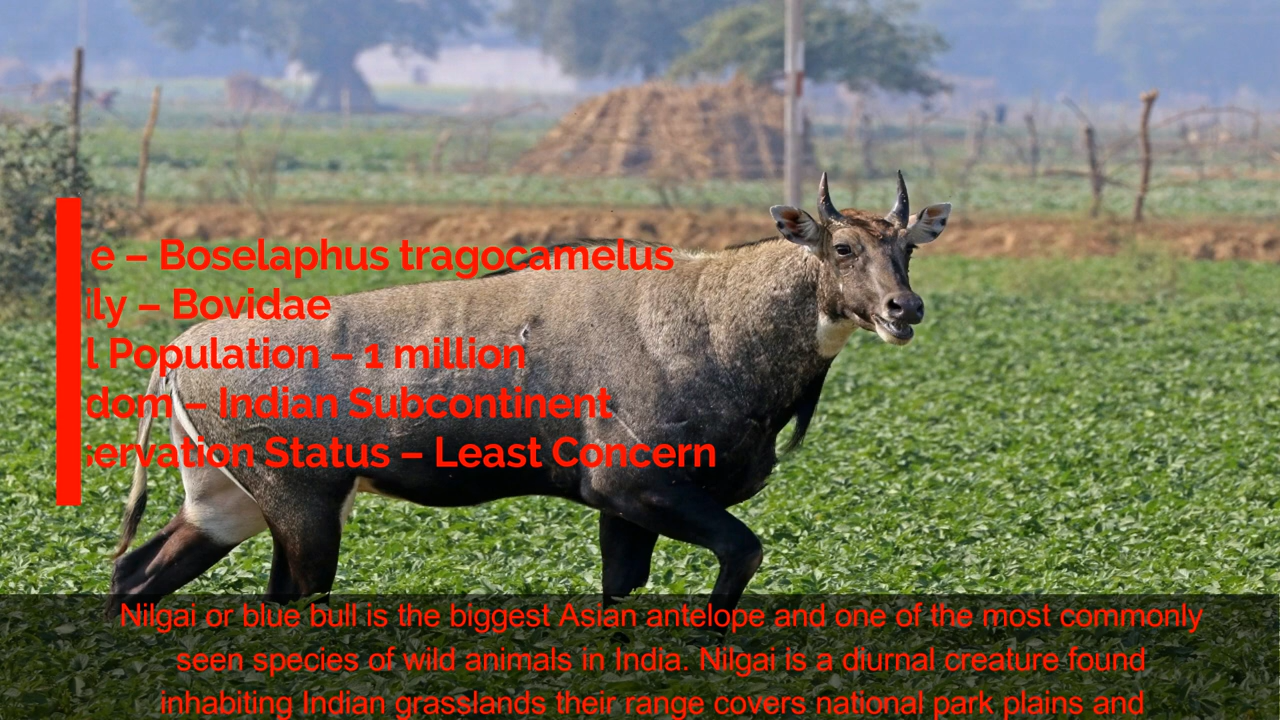 e – Boselaphus tragocamelus
ily – Bovidae
l Population – 1 million
dom – Indian Subcontinent
servation Status – Least Concern
Nilgai or blue bull is the biggest Asian antelope and one of the most commonly
seen species of wild animals in India. Nilgai is a diurnal creature found
inhabiting Indian grasslands their range covers national park plains and